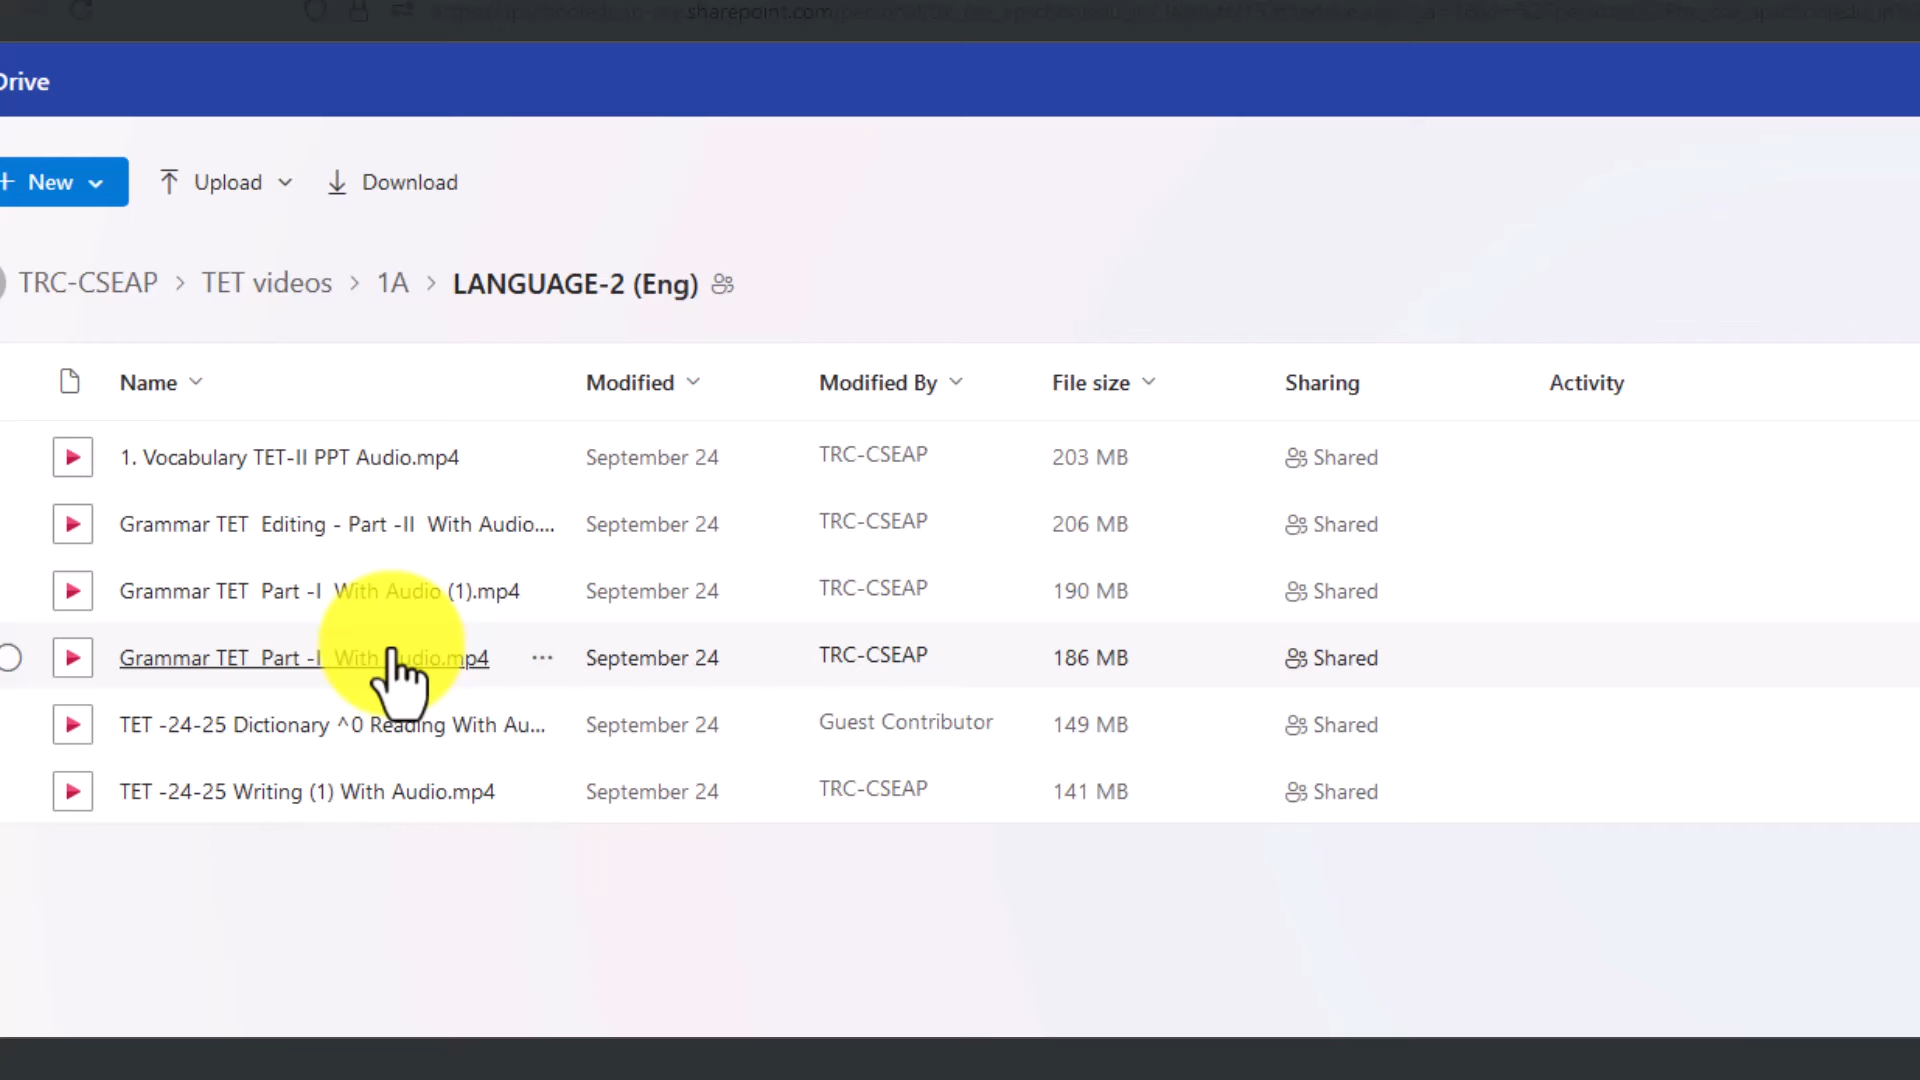 sharepoint.com
Drive
+ New
Upload
Download
TRC-CSEAP > TET videos > 1A > LANGUAGE-2 (Eng)
Name Modified Modified By File size Sharing Activity
1. Vocabulary TET-II PPT Audio.mp4 September 24 TRC-CSEAP 203 MB Shared
Grammar TET Editing - Part -II With Audio.... September 24 TRC-CSEAP 206 MB Shared
Grammar TET Part -I With Audio (1).mp4 September 24 TRC-CSEAP 190 MB Shared
Grammar TET Part -I With Audio.mp4 ... September 24 TRC-CSEAP 186 MB Shared
TET -24-25 Dictionary ^0 Reading With Au... September 24 Guest Contributor 149 MB Shared
TET -24-25 Writing (1) With Audio.mp4 September 24 TRC-CSEAP 141 MB Shared